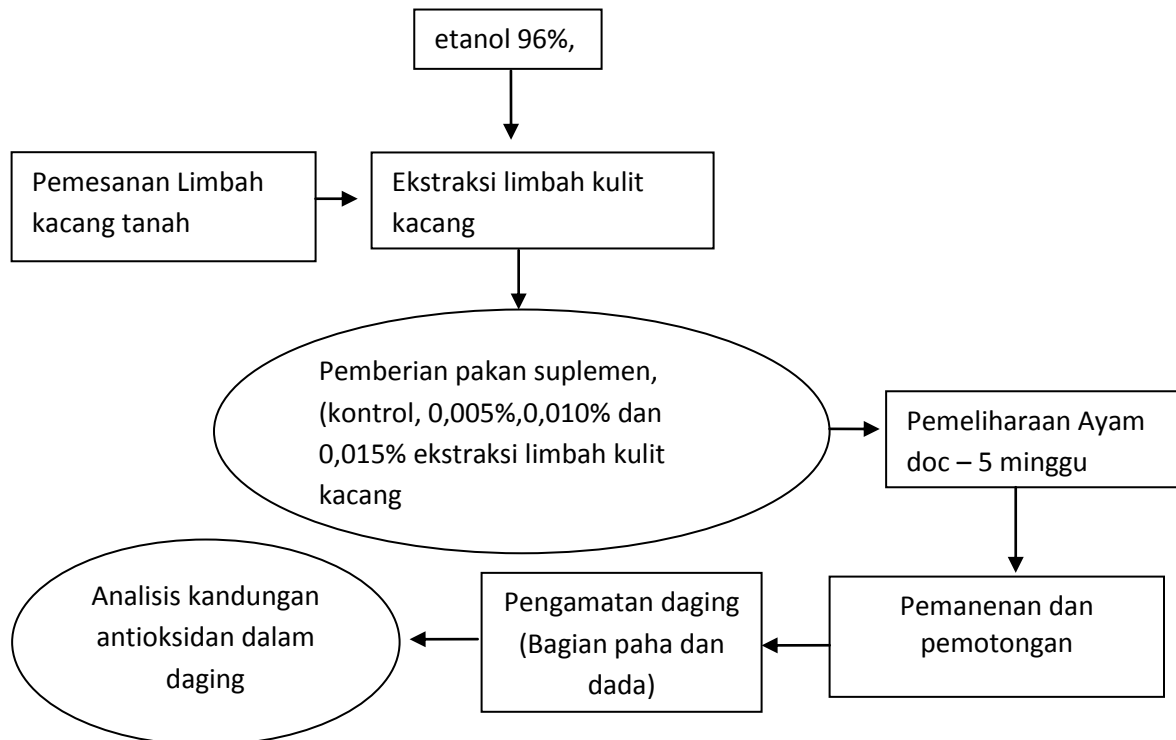 etanol 96%,
Pemesanan Limbah
kacang tanah
Ekstraksi limbah kulit
kacang
Pemberian pakan suplemen,
(kontrol, 0,005%,0,010% dan
0,015% ekstraksi limbah kulit
kacang
Pemeliharaan Ayam
doc – 5 minggu
Pemanenan dan
pemotongan
Pengamatan daging
(Bagian paha dan
dada)
Analisis kandungan
antioksidan dalam
daging